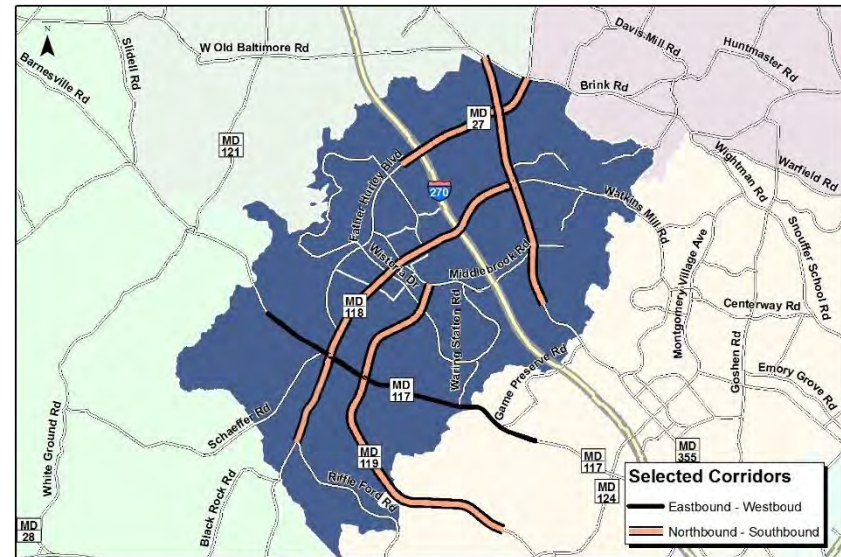 N
W Old Baltimore Rd
Davis Mill Rd
Huntmaster Rd
Slidell Rd
Barnesville Rd
Brink Rd
MD
27
MD
121
Wightman Rd
Warfield Rd
Father Hurley Blvd
270
Watkins Mill Rd
Snouffer School Rd
Wisteria Dr
Middlebrook Rd
Montgomery Village Ave
MD
118
Centerway Rd
Waring Station Rd
Goshen Rd
Game Preserve Rd
Emory Grove Rd
MD
117
Schaeffer Rd
White Ground Rd
MD
119
MD
355
MD
117
Riffle Ford Rd
MD
124
Black Rock Rd
MD
28
Selected Corridors
Eastbound - Westboud
Northbound - Southbound